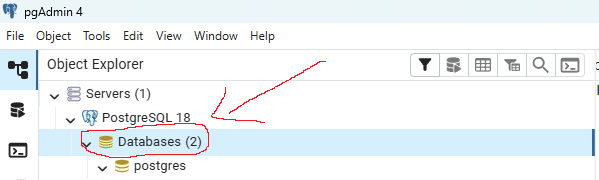 pgAdmin 4
File Object Tools Edit View Window Help
Object Explorer
Servers (1)
PostgreSQL 18
Databases (2)
postgres